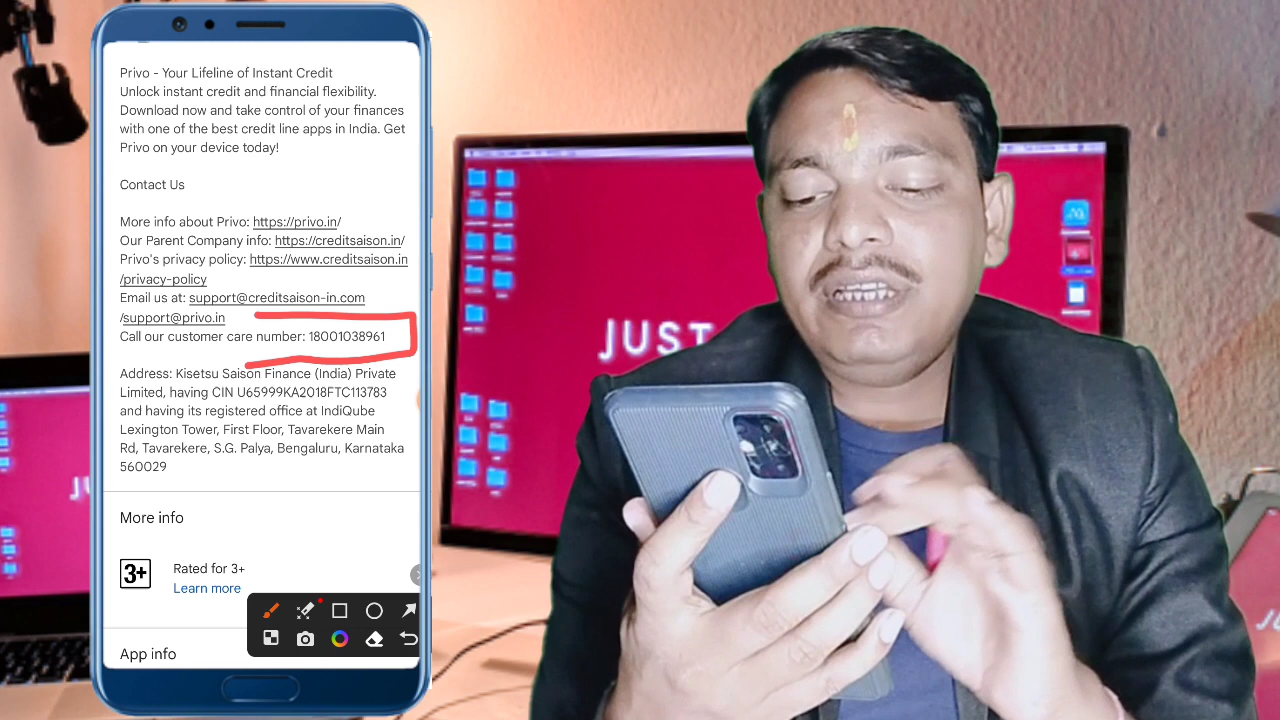 Privo - Your Lifeline of Instant Credit
Unlock instant credit and financial flexibility.
Download now and take control of your finances
with one of the best credit line apps in India. Get
Privo on your device today!
Contact Us
More info about Privo: https://privo.in/
Our Parent Company info: https://creditsaison.in/
Privo's privacy policy: https://www.creditsaison.in
/privacy-policy
Email us at: support@creditsaison-in.com
/support@privo.in
Call our customer care number: 18001038961
Address: Kisetsu Saison Finance (India) Private
Limited, having CIN U65999KA2018FTC113783
and having its registered office at IndiQube
Lexington Tower, First Floor, Tavarekere Main
Rd, Tavarekere, S.G. Palya, Bengaluru, Karnataka
560029
More info
3+
Rated for 3+
Learn more
App info
JUST